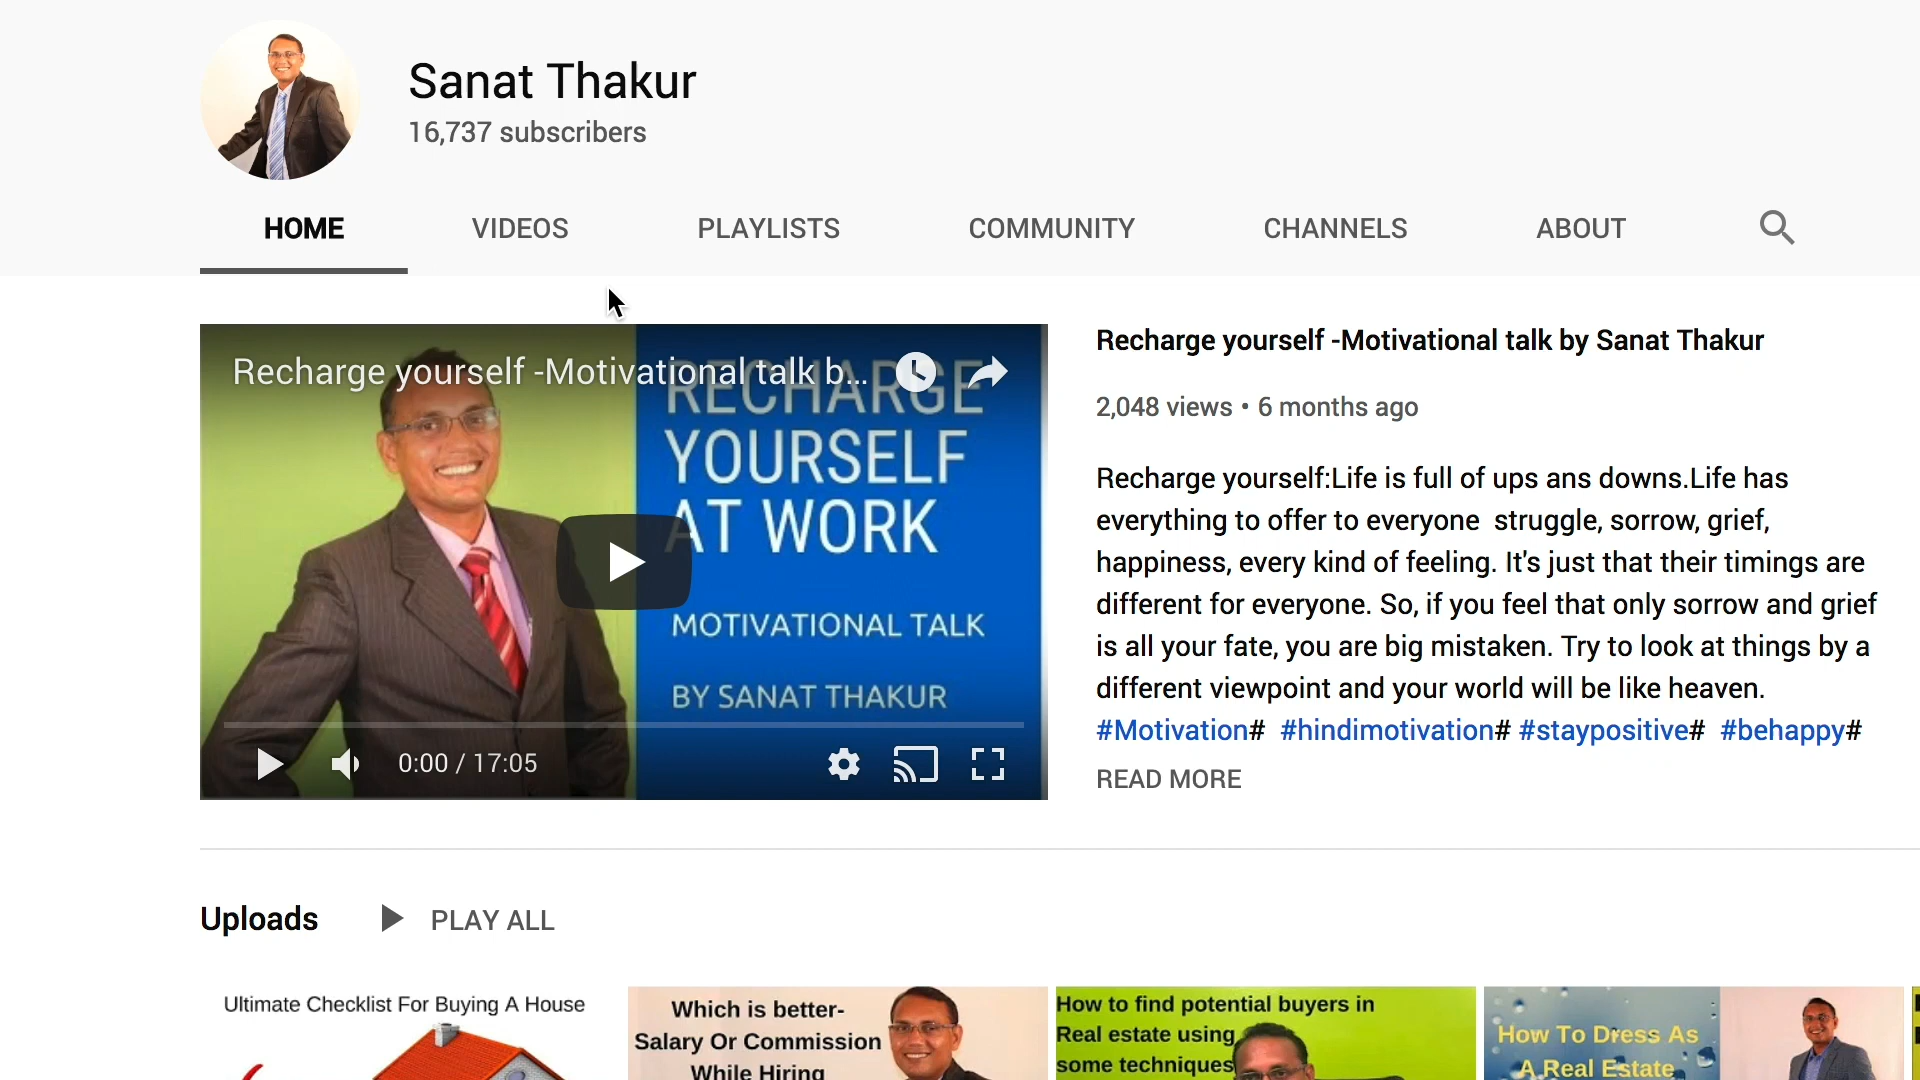 Sanat Thakur
16,737 subscribers
HOME VIDEOS PLAYLISTS COMMUNITY CHANNELS ABOUT
Recharge yourself -Motivational talk b...
RECHARGE
YOURSELF
AT WORK
MOTIVATIONAL TALK
BY SANAT THAKUR
0:00 / 17:05
Recharge yourself -Motivational talk by Sanat Thakur
2,048 views • 6 months ago
Recharge yourself:Life is full of ups ans downs.Life has
everything to offer to everyone  struggle, sorrow, grief,
happiness, every kind of feeling. It's just that their timings are
different for everyone. So, if you feel that only sorrow and grief
is all your fate, you are big mistaken. Try to look at things by a
different viewpoint and your world will be like heaven.
#Motivation#  #hindimotivation# #staypositive#  #behappy#
READ MORE
Uploads PLAY ALL
Ultimate Checklist For Buying A House
Which is better-
Salary Or Commission
While Hiring
How to find potential buyers in
Real estate using
some techniques
How To Dress As
A Real Estate